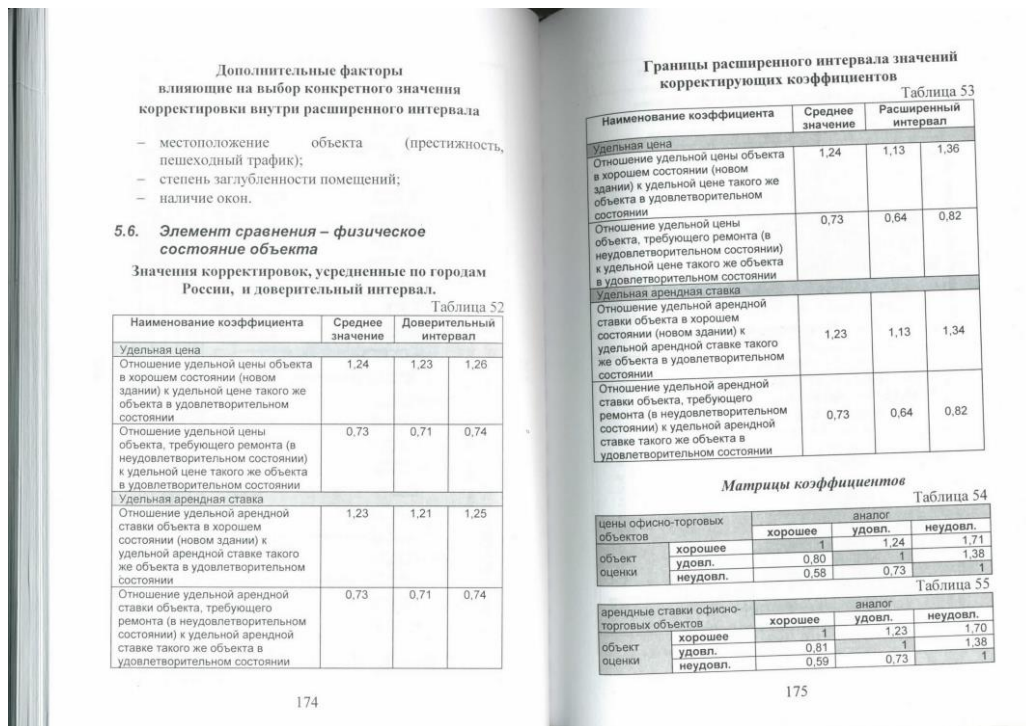 Дополнительные факторы
влияющие на выбор конкретного значения
корректировки внутри расширенного интервала
– местоположение объекта (престижность,
пешеходный трафик);
– степень заглубленности помещений;
– наличие окон.
5.6. Элемент сравнения – физическое
состояние объекта
Значения корректировок, усредненные по городам
России, и доверительный интервал.
Таблица 52
Наименование коэффициента Среднее Доверительный
значение интервал
Удельная цена
Отношение удельной цены объекта 1,24 1,23 1,26
в хорошем состоянии (новом
здании) к удельной цене такого же
объекта в удовлетворительном
состоянии
Отношение удельной цены 0,73 0,71 0,74
объекта, требующего ремонта (в
неудовлетворительном состоянии)
к удельной цене такого же объекта
в удовлетворительном состоянии
Удельная арендная ставка
Отношение удельной арендной 1,23 1,21 1,25
ставки объекта в хорошем
состоянии (новом здании) к
удельной арендной ставке такого
же объекта в удовлетворительном
состоянии
Отношение удельной арендной 0,73 0,71 0,74
ставки объекта, требующего
ремонта (в неудовлетворительном
состоянии) к удельной арендной
ставке такого же объекта в
удовлетворительном состоянии
174
Границы расширенного интервала значений
корректирующих коэффициентов
Таблица 53
Наименование коэффициента Среднее Расширенный
значение интервал
Удельная цена
Отношение удельной цены объекта 1,24 1,13 1,36
в хорошем состоянии (новом
здании) к удельной цене такого же
объекта в удовлетворительном
состоянии
Отношение удельной цены 0,73 0,64 0,82
объекта, требующего ремонта (в
неудовлетворительном состоянии)
к удельной цене такого же объекта
в удовлетворительном состоянии
Удельная арендная ставка
Отношение удельной арендной
ставки объекта в хорошем
состоянии (новом здании) к 1,23 1,13 1,34
удельной арендной ставке такого
же объекта в удовлетворительном
состоянии
Отношение удельной арендной
ставки объекта, требующего
ремонта (в неудовлетворительном 0,73 0,64 0,82
состоянии) к удельной арендной
ставке такого же объекта в
удовлетворительном состоянии
Матрицы коэффициентов
Таблица 54
цены офисно-торговых аналог
объектов хорошее удовл. неудовл.
объект хорошее 1 1,24 1,71
оценки удовл. 0,80 1 1,38
неудовл. 0,58 0,73 1
Таблица 55
арендные ставки офисно- аналог
торговых объектов хорошее удовл. неудовл.
объект хорошее 1 1,23 1,70
оценки удовл. 0,81 1 1,38
неудовл. 0,59 0,73 1
175